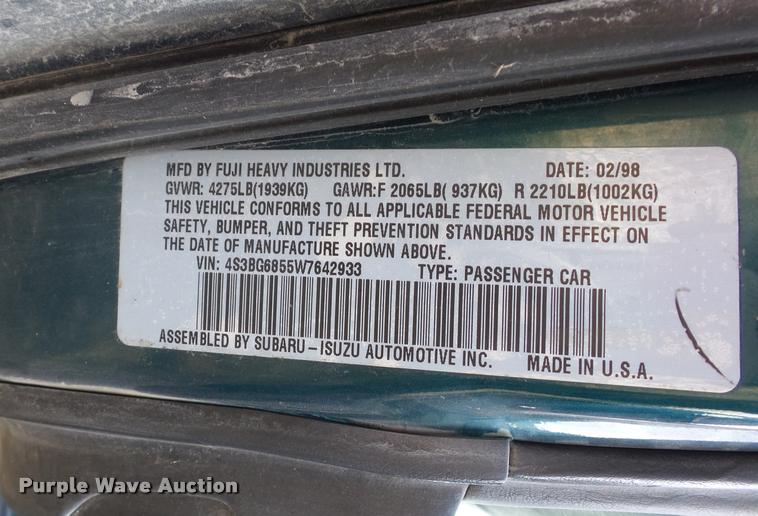 MFD BY FUJI HEAVY INDUSTRIES LTD. DATE: 02/98
GVWR: 4275LB(1939KG) GAWR:F 2065LB( 937KG) R 2210LB(1002KG)
THIS VEHICLE CONFORMS TO ALL APPLICABLE FEDERAL MOTOR VEHICLE
SAFETY, BUMPER, AND THEFT PREVENTION STANDARDS IN EFFECT ON
THE DATE OF MANUFACTURE SHOWN ABOVE.
VIN: 4S3BG6855W7642933 TYPE: PASSENGER CAR
ASSEMBLED BY SUBARU-ISUZU AUTOMOTIVE INC. MADE IN U.S.A.
Purple Wave Auction